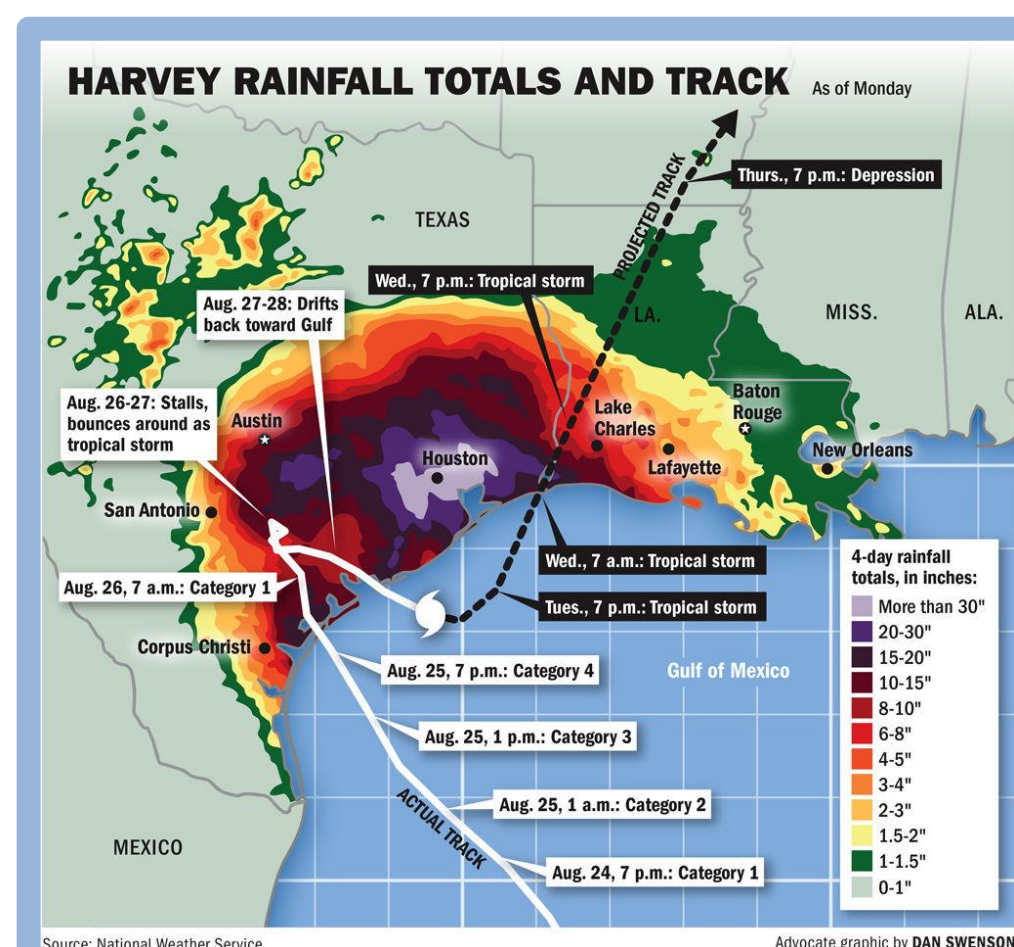 HARVEY RAINFALL TOTALS AND TRACK
As of Monday
Thurs., 7 p.m.: Depression
PROJECTED TRACK
TEXAS
Wed., 7 p.m.: Tropical storm
Aug. 27-28: Drifts
back toward Gulf
LA.
MISS.
ALA.
Aug. 26-27: Stalls,
bounces around as
tropical storm
Austin
Lake
Charles
Baton
Rouge
Houston
Lafayette
New Orleans
San Antonio
Wed., 7 a.m.: Tropical storm
Aug. 26, 7 a.m.: Category 1
Tues., 7 p.m.: Tropical storm
Corpus Christi
Aug. 25, 7 p.m.: Category 4
Gulf of Mexico
Aug. 25, 1 p.m.: Category 3
ACTUAL TRACK
Aug. 25, 1 a.m.: Category 2
MEXICO
Aug. 24, 7 p.m.: Category 1
4-day rainfall
totals, in inches:
More than 30"
20-30"
15-20"
10-15"
8-10"
6-8"
4-5"
3-4"
2-3"
1.5-2"
1-1.5"
0-1"
Source: National Weather Service
Advocate graphic by DAN SWENSON